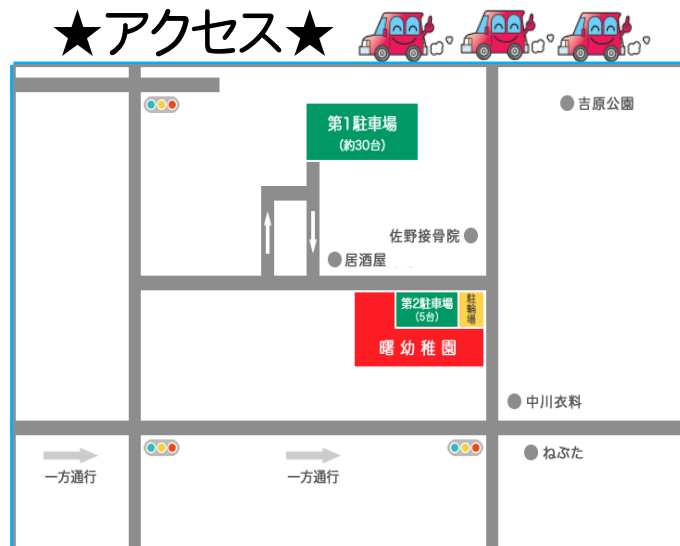 ★アクセス★
吉原公園
第1駐車場
(約30台)
佐野接骨院
居酒屋
第2駐車場
(5台)
駐輪場
曙幼稚園
中川衣料
ねぶた
一方通行
一方通行